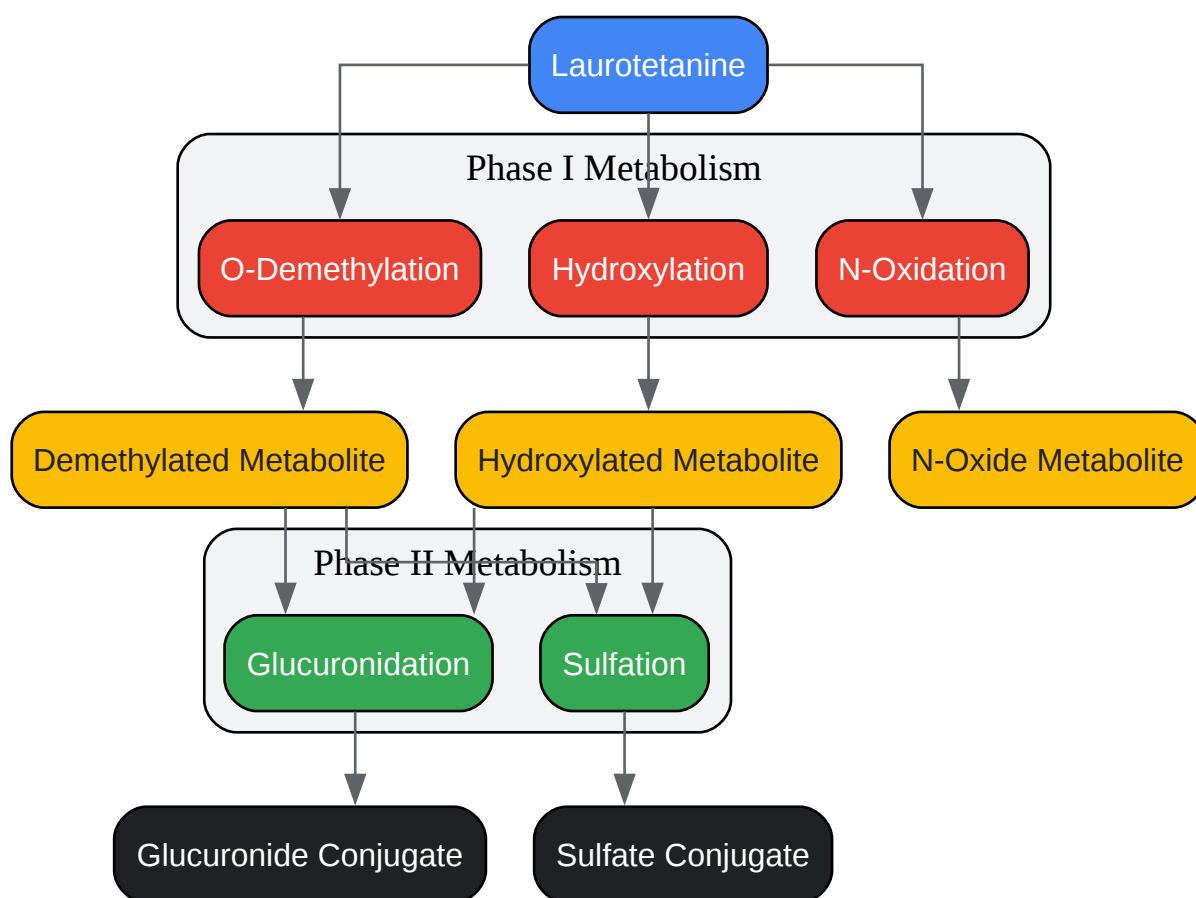 Laurotetanine
Phase I Metabolism
O-Demethylation
Hydroxylation
N-Oxidation
Demethylated Metabolite
Hydroxylated Metabolite
N-Oxide Metabolite
Phase II Metabolism
Glucuronidation
Sulfation
Glucuronide Conjugate
Sulfate Conjugate